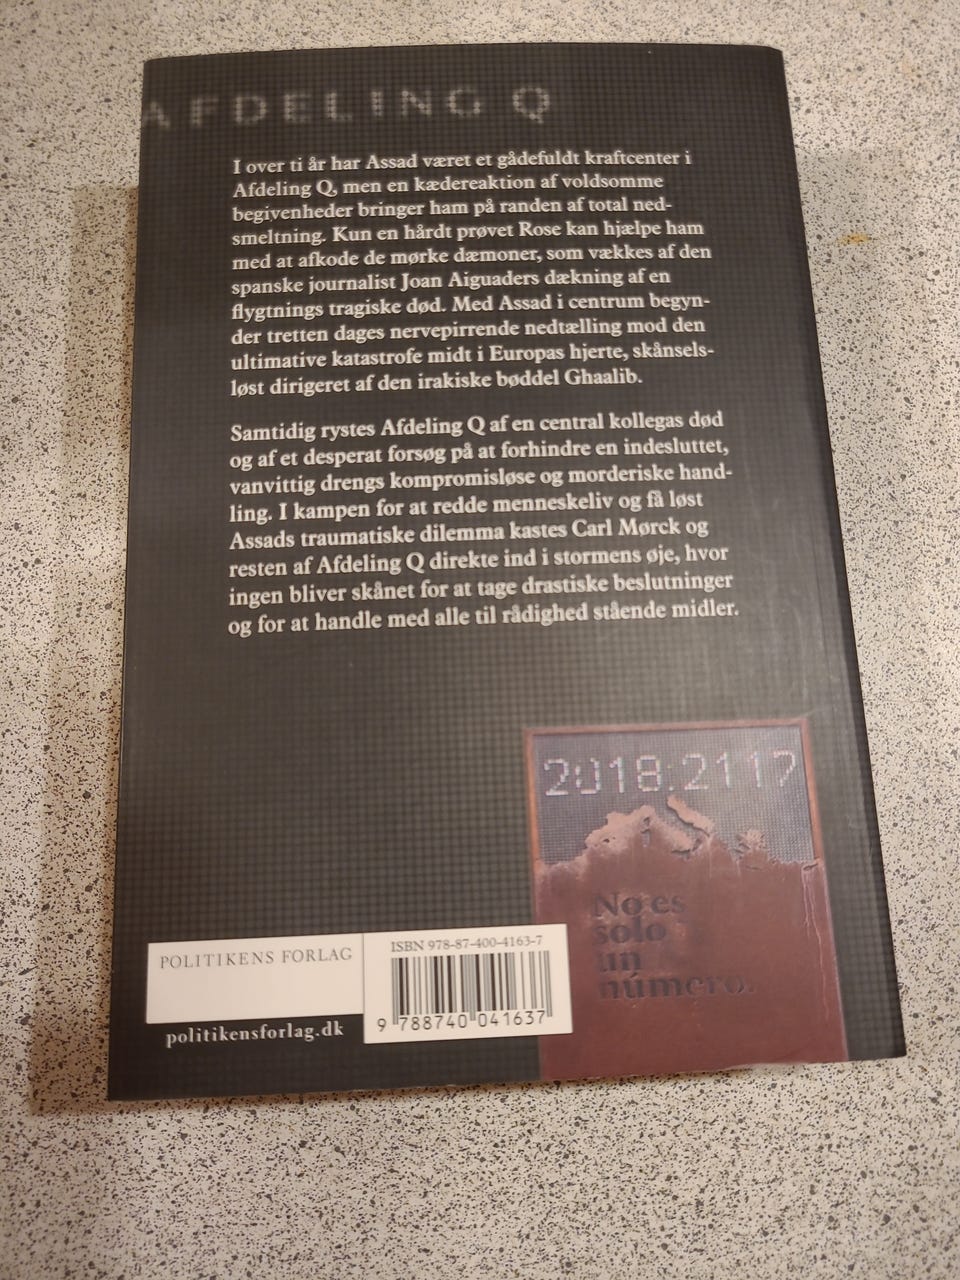 AFDELING Q
I over ti år har Assad været et gådefuldt kraftcenter i
Afdeling Q, men en kædereaktion af voldsomme
begivenheder bringer ham på randen af total ned-
smeltning. Kun en hårdt prøvet Rose kan hjælpe ham
med at afkode de mørke dæmoner, som vækkes af den
spanske journalist Joan Aiguaders dækning af en
flygtnings tragiske død. Med Assad i centrum begyn-
der tretten dages nervepirrende nedtælling mod den
ultimative katastrofe midt i Europas hjerte, skånsels-
løst dirigeret af den irakiske bøddel Ghaalib.
Samtidig rystes Afdeling Q af en central kollegas død
og af et desperat forsøg på at forhindre en indesluttet,
vanvittig drengs kompromisløse og morderiske hand-
ling. I kampen for at redde menneskeliv og få løst
Assads traumatiske dilemma kastes Carl Mørck og
resten af Afdeling Q direkte ind i stormens øje, hvor
ingen bliver skånet for at tage drastiske beslutninger
og for at handle med alle til rådighed stående midler.
2018:2117
No es
solo
un
número.
POLITIKENS FORLAG
politikensforlag.dk
ISBN 978-87-400-4163-7
9 788740 041637